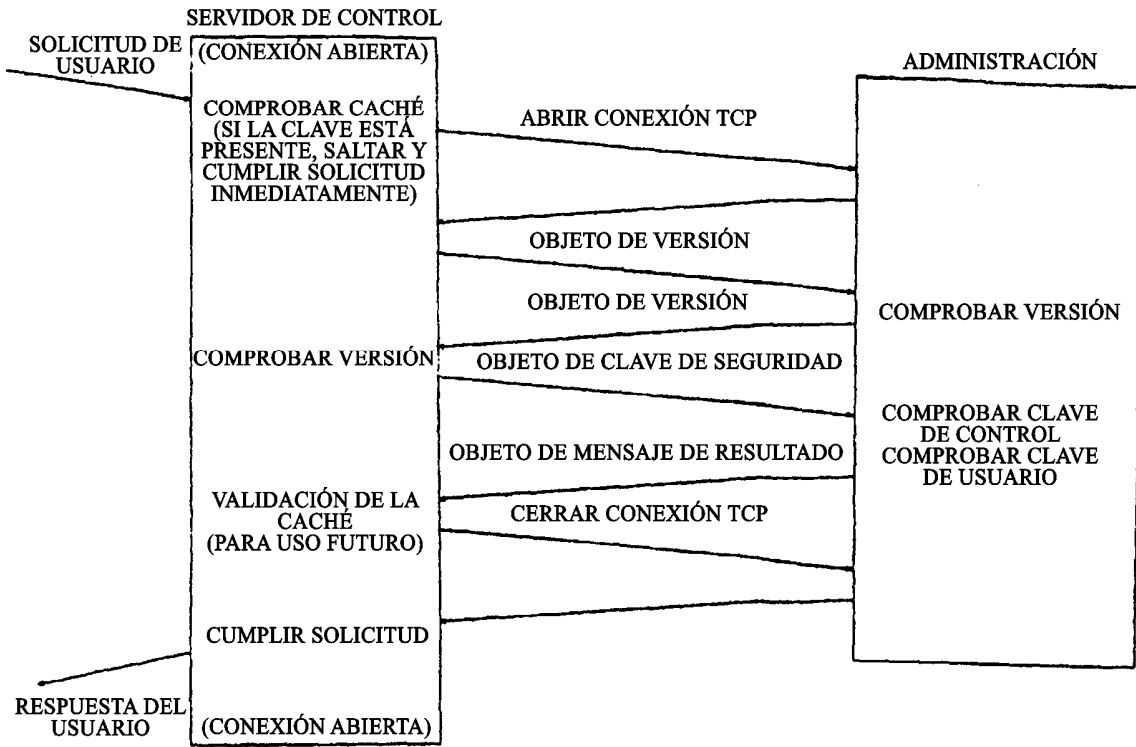 SERVIDOR DE CONTROL
SOLICITUD DE
USUARIO
(CONEXIÓN ABIERTA)
ADMINISTRACIÓN
COMPROBAR CACHÉ
(SI LA CLAVE ESTÁ
PRESENTE, SALTAR Y
CUMPLIR SOLICITUD
INMEDIATAMENTE)
ABRIR CONEXIÓN TCP
OBJETO DE VERSIÓN
OBJETO DE VERSIÓN
COMPROBAR VERSIÓN
COMPROBAR VERSIÓN
OBJETO DE CLAVE DE SEGURIDAD
COMPROBAR CLAVE
DE CONTROL
COMPROBAR CLAVE
DE USUARIO
OBJETO DE MENSAJE DE RESULTADO
VALIDACIÓN DE LA
CACHÉ
(PARA USO FUTURO)
CERRAR CONEXIÓN TCP
CUMPLIR SOLICITUD
RESPUESTA DEL
USUARIO
(CONEXIÓN ABIERTA)